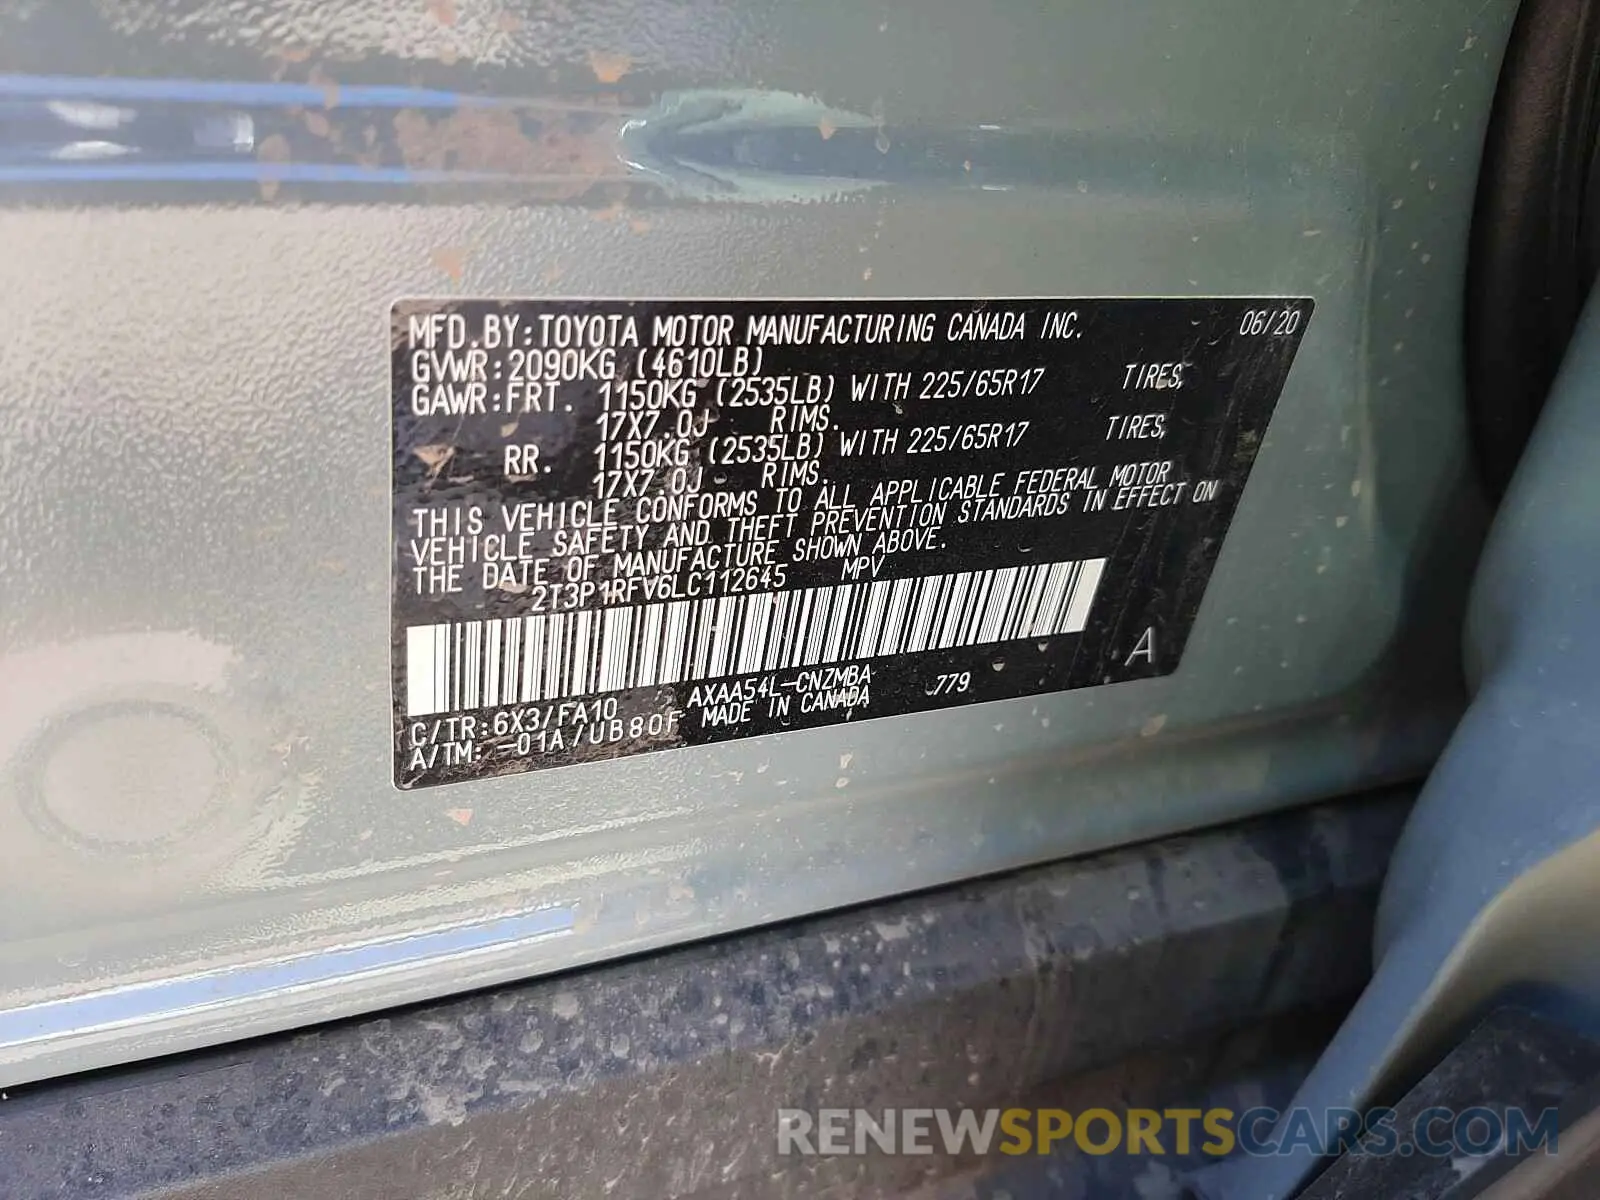 MFD.BY:TOYOTA MOTOR MANUFACTURING CANADA INC. 06/20
GVWR:2090KG (4610LB)
GAWR:FRT. 1150KG (2535LB) WITH 225/65R17 TIRES,
17X7.0J RIMS.
RR. 1150KG (2535LB) WITH 225/65R17 TIRES,
17X7.0J RIMS.
THIS VEHICLE CONFORMS TO ALL APPLICABLE FEDERAL MOTOR
VEHICLE SAFETY AND THEFT PREVENTION STANDARDS IN EFFECT ON
THE DATE OF MANUFACTURE SHOWN ABOVE.
2T3P1RFV6LC112645 MPV
A
C/TR:6X3/FA10 AXAA54L-CNZMBA 779
A/TM: -01A/UB80F MADE IN CANADA
RENEWSPORTSCARS.COM